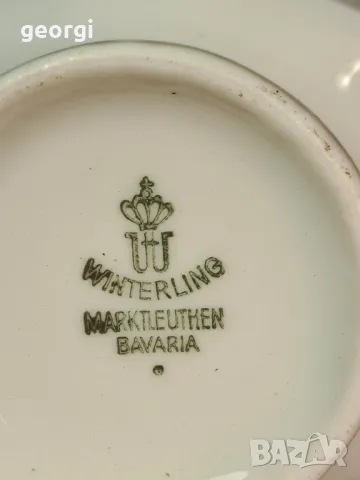 georgi
W
WINTERLING
MARKTLEUTHEN
BAVARIA
BAZAR